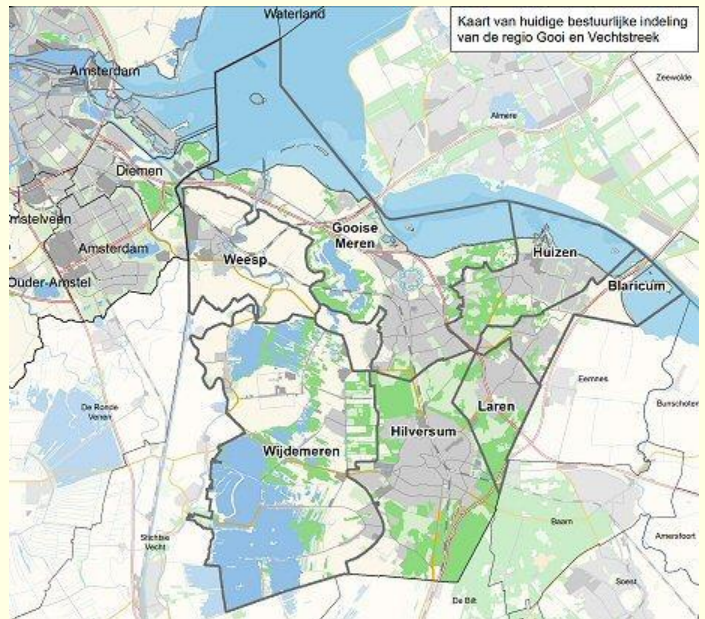 Waterland
Kaart van huidige bestuurlijke indeling
van de regio Gooi en Vechtstreek
Amsterdam
Zeewolde
Almere
Diemen
mstelveen
Gooise
Meren
Amsterdam
Weesp
Huizen
Ouder-Amstel
Blaricum
Eemnes
De Ronde
Venen
Bunschoten
Laren
Hilversum
Wijdemeren
Baarn
Stichtse
Vecht
Amersfoort
Soest
De Bilt